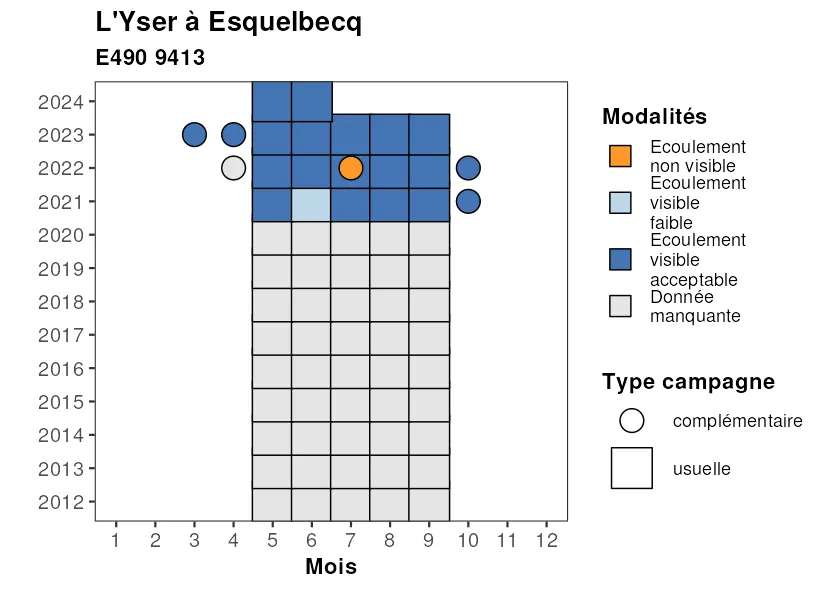 L'Yser à Esquelbecq
E490 9413
2024
2023
2022
2021
2020
2019
2018
2017
2016
2015
2014
2013
2012
1 2 3 4 5 6 7 8 9 10 11 12
Mois
Modalités
Ecoulement
non visible
Ecoulement
visible
faible
Ecoulement
visible
acceptable
Donnée
manquante
Type campagne
complémentaire
usuelle